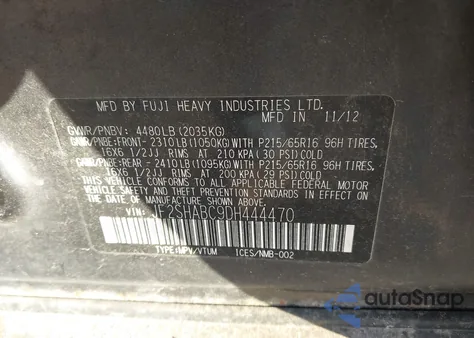 MFD BY FUJI HEAVY INDUSTRIES LTD.
MFD IN 11/12
GVWR/PNBV: 4480LB (2035KG)
GAWR/PNBE: FRONT- 2310LB (1050KG) WITH P215/65R16 96H TIRES,
16X6 1/2JJ RIMS AT 210 KPA (30 PSI) COLD
GAWR/PNBE: REAR - 2410LB (1095KG) WITH P215/65R16 96H TIRES,
16X6 1/2JJ RIMS AT 200 KPA (29 PSI) COLD
THIS VEHICLE CONFORMS TO ALL APPLICABLE FEDERAL MOTOR
VEHICLE SAFETY AND THEFT PREVENTION STANDARDS IN EFFECT
ON THE DATE OF MANUFACTURE SHOWN ABOVE.
JF2SHABC9DH444470
TYPE:MPV/VTUM ICES/NMB-002
autoSnap